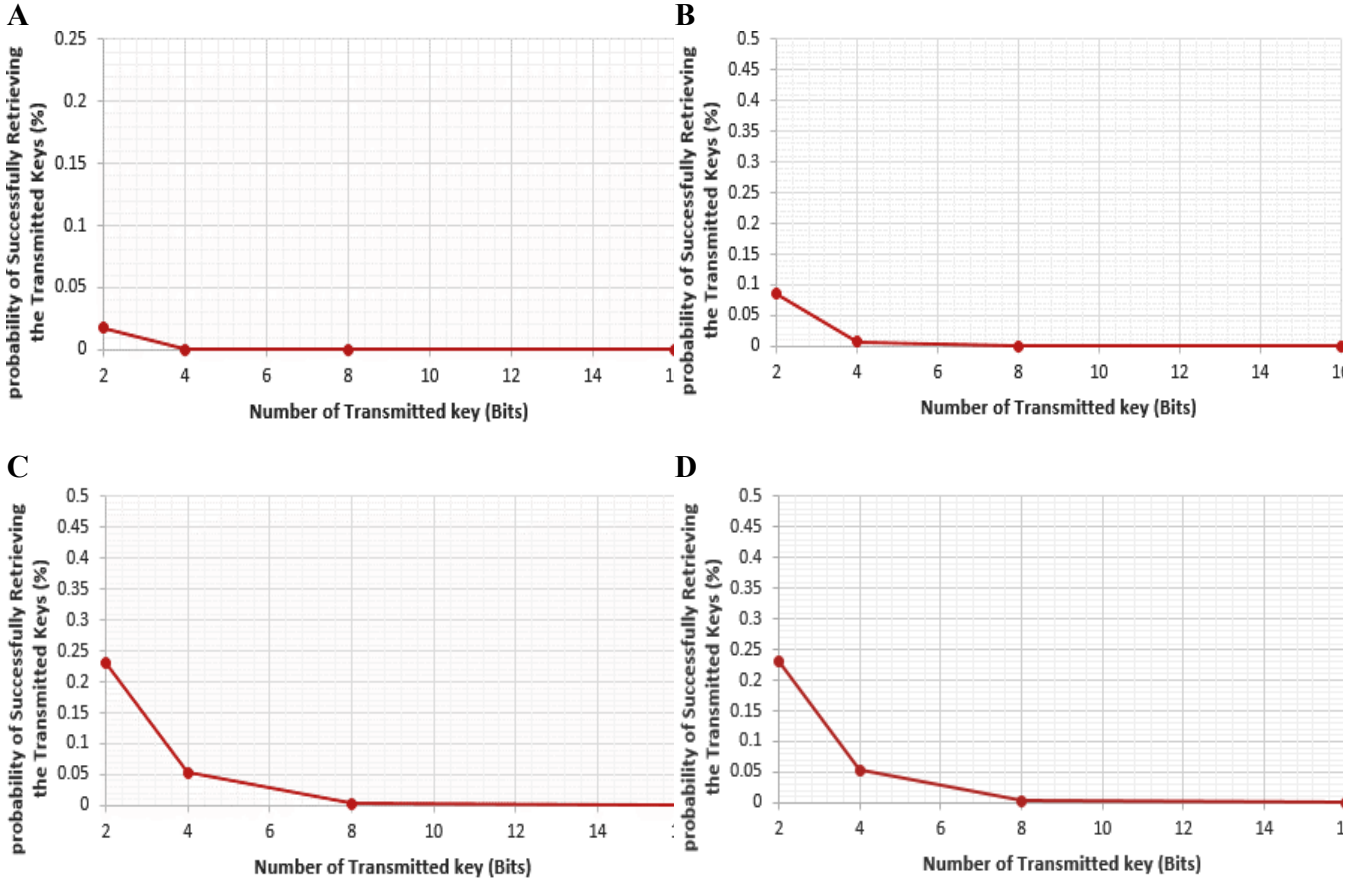 A
probability of Successfully Retrieving
the Transmitted Keys (%)
0.25
0.2
0.15
0.1
0.05
0
2 4 6 8 10 12 14 1
Number of Transmitted key (Bits)
B
probability of Successfully Retrieving
the Transmitted Keys (%)
0.5
0.45
0.4
0.35
0.3
0.25
0.2
0.15
0.1
0.05
0
2 4 6 8 10 12 14 16
Number of Transmitted key (Bits)
C
probability of Successfully Retrieving
the Transmitted Keys (%)
0.5
0.45
0.4
0.35
0.3
0.25
0.2
0.15
0.1
0.05
0
2 4 6 8 10 12 14 1
Number of Transmitted key (Bits)
D
probability of Successfully Retrieving
the Transmitted Keys (%)
0.5
0.45
0.4
0.35
0.3
0.25
0.2
0.15
0.1
0.05
0
2 4 6 8 10 12 14 1
Number of Transmitted key (Bits)